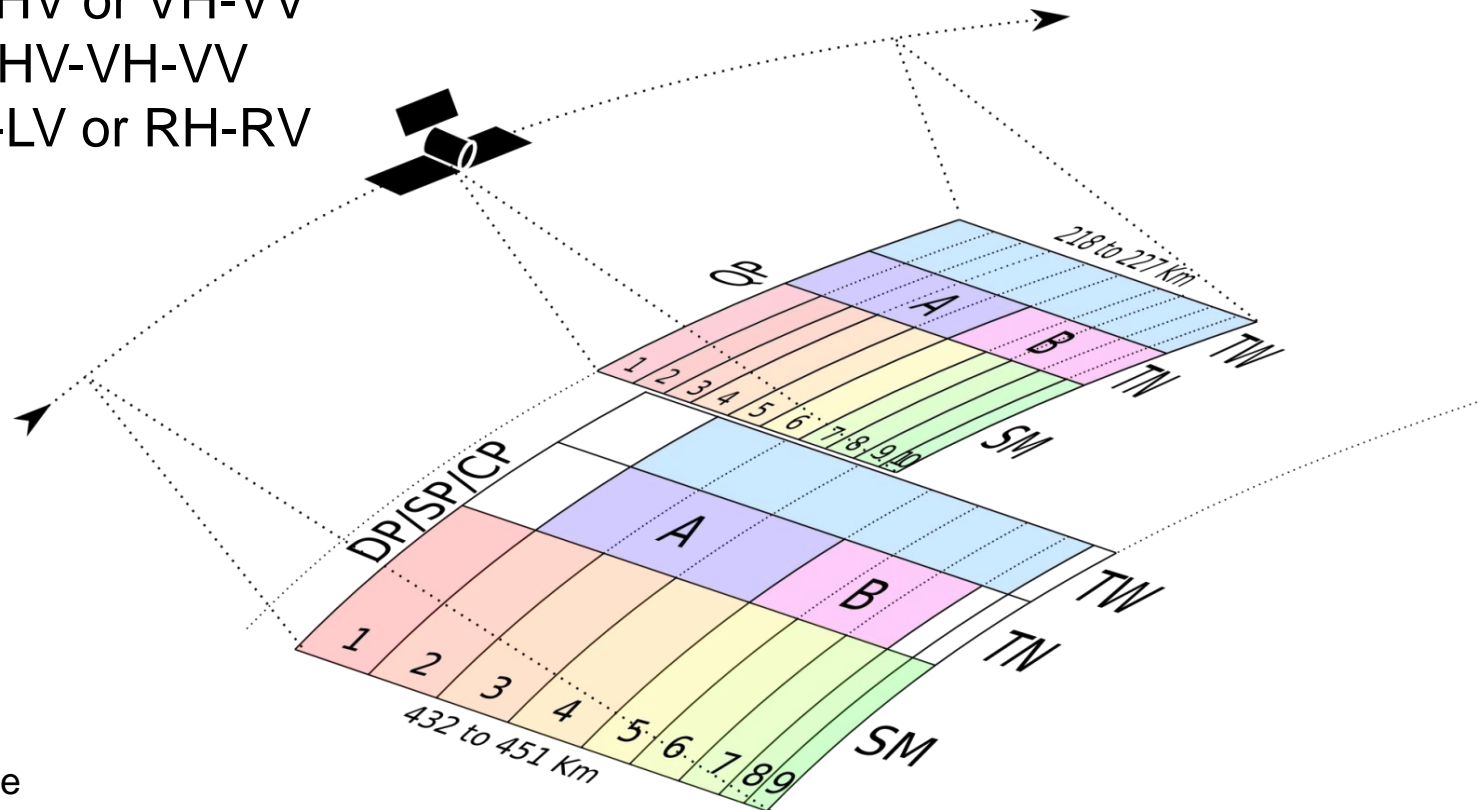 HV or VH-VV
HV-VH-VV
-LV or RH-RV
QP
218 to 227 Km
A
B
TW
TN
SM
1 2 3 4 5 6 7 8 9 10
DP/SP/CP
A
B
TW
TN
SM
1 2 3 4 5 6 7 8 9
432 to 451 Km
e